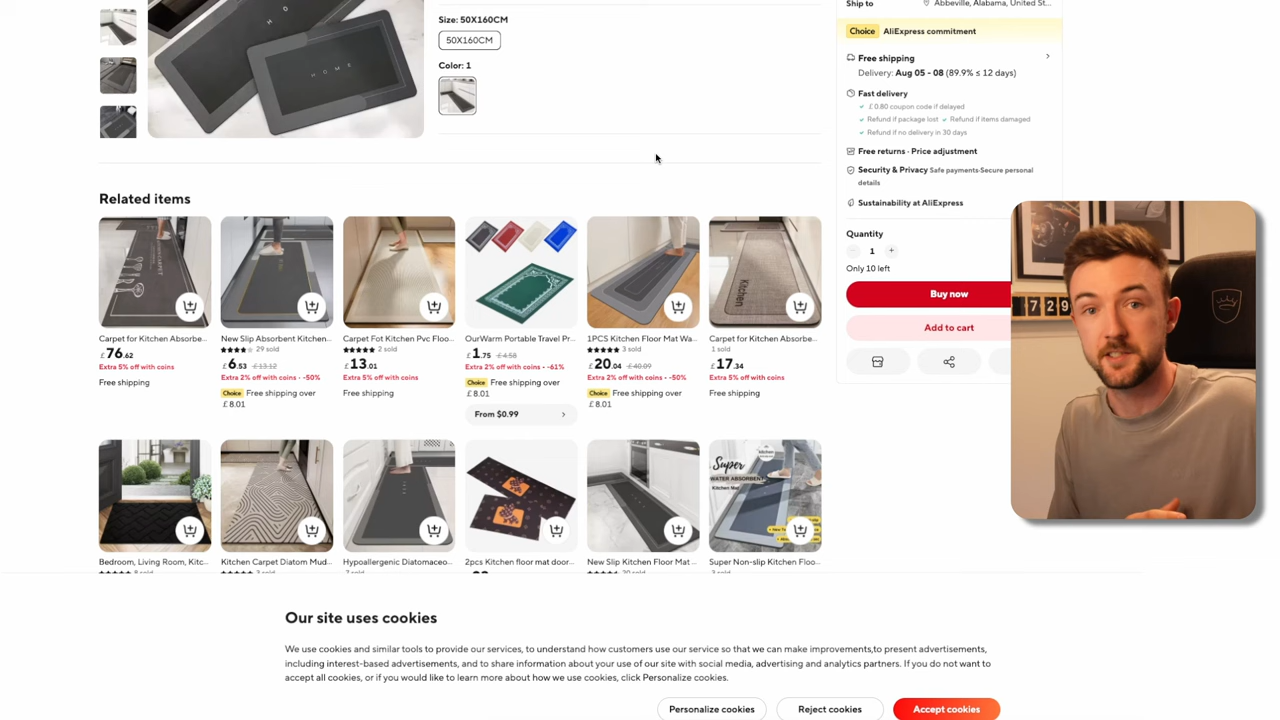 Size: 50X160CM
50X160CM
Color: 1
HOME
Ship to Abbeville, Alabama, United St...
Choice AliExpress commitment
Free shipping
Delivery: Aug 05 - 08 (89.9% ≤ 12 days)
Fast delivery
£ 0.80 coupon code if delayed
Refund if package lost Refund if items damaged
Refund if no delivery in 30 days
Free returns · Price adjustment
Security & Privacy Safe payments·Secure personal
details
Sustainability at AliExpress
Quantity
- 1 +
Only 10 left
Buy now
Add to cart
Related items
Carpet for Kitchen Absorbe...
£76.62
Extra 5% off with coins
Free shipping
New Slip Absorbent Kitchen...
29 sold
£6.53 £13.12
Extra 2% off with coins · -50%
Choice Free shipping over
£ 8.01
Carpet Fot Kitchen Pvc Floo...
2 sold
£13.01
Extra 5% off with coins
Free shipping
OurWarm Portable Travel Pr...
£1.75 £4.58
Extra 2% off with coins · -61%
Choice Free shipping over
£ 8.01
From $0.99
1PCS Kitchen Floor Mat Wa...
3 sold
£20.04 £40.09
Extra 2% off with coins · -50%
Choice Free shipping over
£ 8.01
Kitchen
Carpet for Kitchen Absorbe...
1 sold
£17.34
Extra 5% off with coins
Free shipping
Bedroom, Living Room, Kitc...
Kitchen Carpet Diatom Mud...
Hypoallergenic Diatomaceo...
2pcs Kitchen floor mat door...
New Slip Kitchen Floor Mat ...
Super
WATER ABSORBENT
Super Non-slip Kitchen Floo...
729
Our site uses cookies
We use cookies and similar tools to provide our services, to understand how customers use our service so that we can make improvements,to present advertisements,
including interest-based advertisements, and to share information about your use of our site with social media, advertising and analytics partners. If you do not want to
accept all cookies, or if you would like to learn more about how we use cookies, click Personalize cookies.
Personalize cookies
Reject cookies
Accept cookies